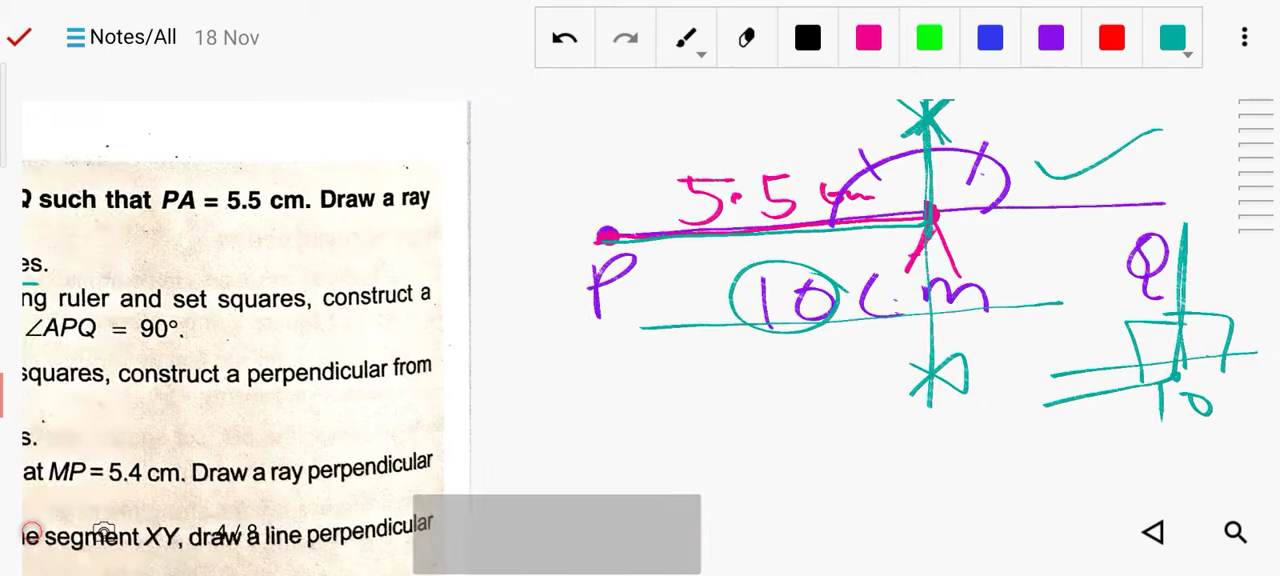 Notes/All 18 Nov
Q such that PA = 5.5 cm. Draw a ray
es.
ng ruler and set squares, construct a
∠APQ = 90°.
squares, construct a perpendicular from
s.
at MP = 5.4 cm. Draw a ray perpendicular
e segment XY, draw a line perpendicular
4 / 8
5.5 cm
P
A
Q
10 cm